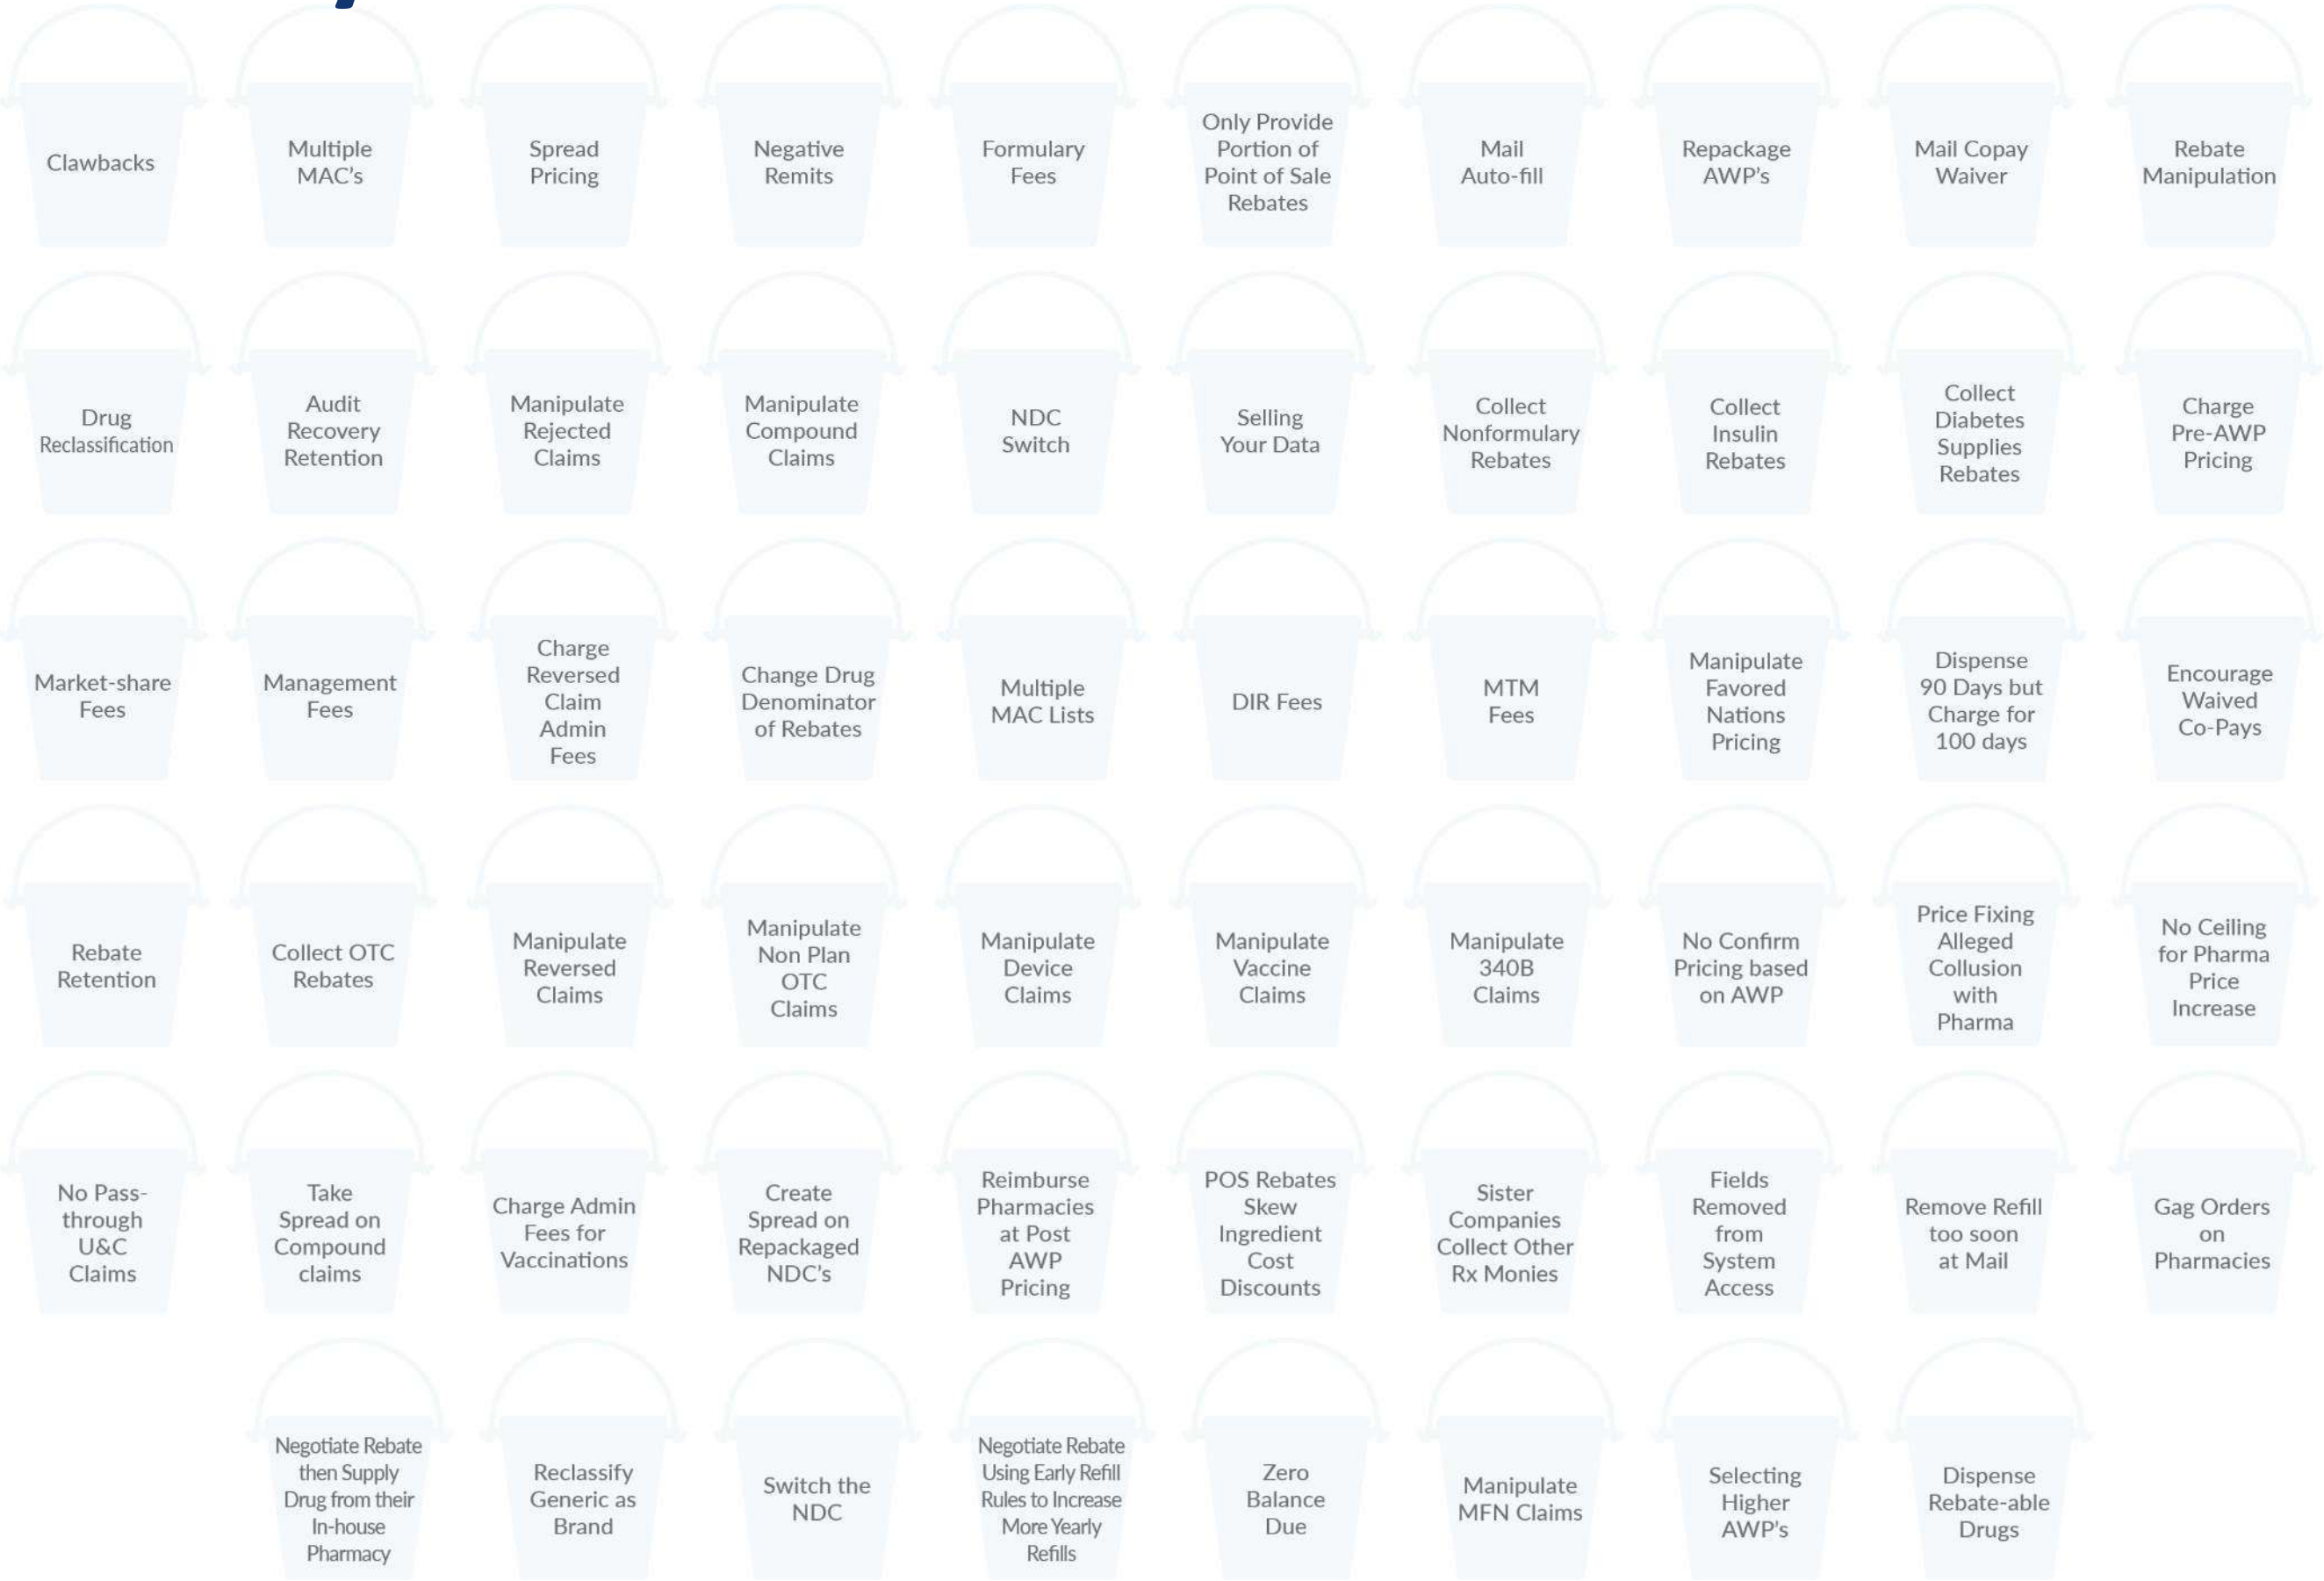 Clawbacks
Multiple
MAC's
Spread
Pricing
Negative
Remits
Formulary
Fees
Only Provide
Portion of
Point of Sale
Rebates
Mail
Auto-fill
Repackage
AWP's
Mail Copay
Waiver
Rebate
Manipulation
Drug
Reclassification
Audit
Recovery
Retention
Manipulate
Rejected
Claims
Manipulate
Compound
Claims
NDC
Switch
Selling
Your Data
Collect
Nonformulary
Rebates
Collect
Insulin
Rebates
Collect
Diabetes
Supplies
Rebates
Charge
Pre-AWP
Pricing
Market-share
Fees
Management
Fees
Charge
Reversed
Claim
Admin
Fees
Change Drug
Denominator
of Rebates
Multiple
MAC Lists
DIR Fees
MTM
Fees
Manipulate
Favored
Nations
Pricing
Dispense
90 Days but
Charge for
100 days
Encourage
Waived
Co-Pays
Rebate
Retention
Collect OTC
Rebates
Manipulate
Reversed
Claims
Manipulate
Non Plan
OTC
Claims
Manipulate
Device
Claims
Manipulate
Vaccine
Claims
Manipulate
340B
Claims
No Confirm
Pricing based
on AWP
Price Fixing
Alleged
Collusion
with
Pharma
No Ceiling
for Pharma
Price
Increase
No Pass-
through
U&C
Claims
Take
Spread on
Compound
claims
Charge Admin
Fees for
Vaccinations
Create
Spread on
Repackaged
NDC's
Reimburse
Pharmacies
at Post
AWP
Pricing
POS Rebates
Skew
Ingredient
Cost
Discounts
Sister
Companies
Collect Other
Rx Monies
Fields
Removed
from
System
Access
Remove Refill
too soon
at Mail
Gag Orders
on
Pharmacies
Negotiate Rebate
then Supply
Drug from their
In-house
Pharmacy
Reclassify
Generic as
Brand
Switch the
NDC
Negotiate Rebate
Using Early Refill
Rules to Increase
More Yearly
Refills
Zero
Balance
Due
Manipulate
MFN Claims
Selecting
Higher
AWP's
Dispense
Rebate-able
Drugs